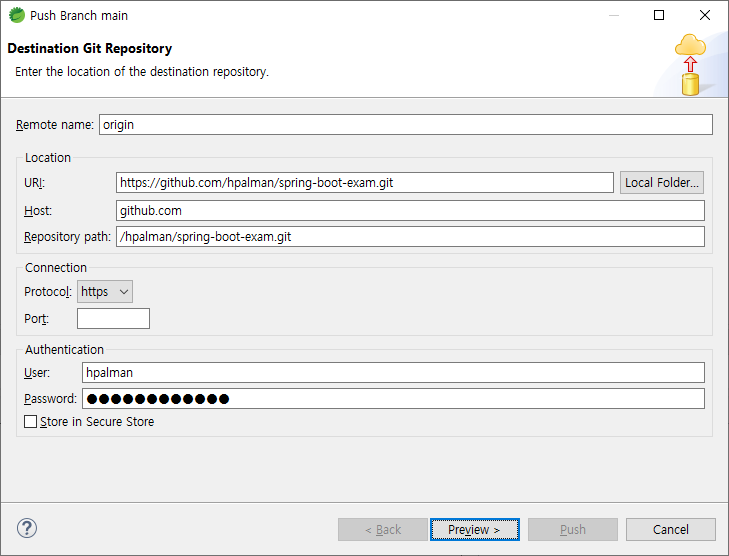 Push Branch main
Destination Git Repository
Enter the location of the destination repository.
Remote name: origin
Location
URI: https://github.com/hpalman/spring-boot-exam.git Local Folder...
Host: github.com
Repository path: /hpalman/spring-boot-exam.git
Connection
Protocol: https
Port:
Authentication
User: hpalman
Password: ●●●●●●●●●●●●
Store in Secure Store
? < Back Preview > Push Cancel